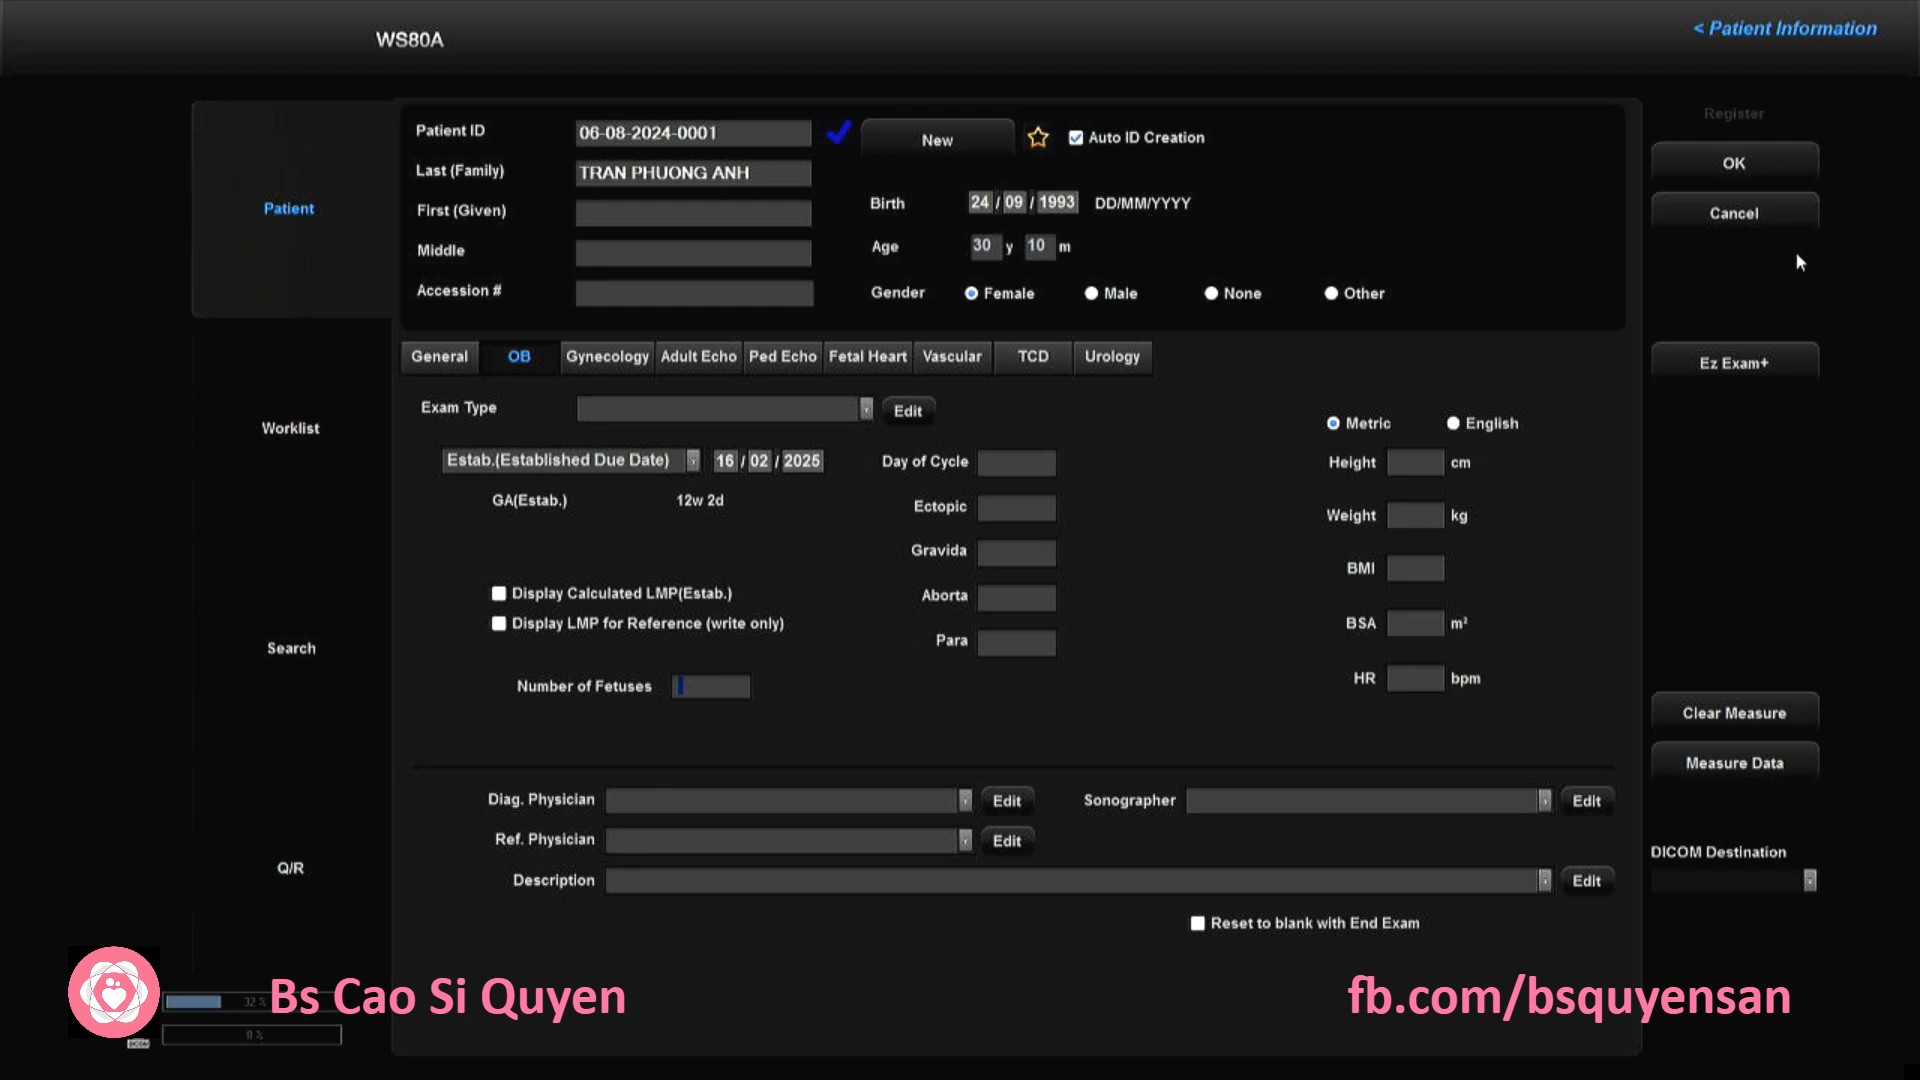 WS80A
< Patient Information
Patient ID 06-08-2024-0001 New Auto ID Creation
Last (Family) TRAN PHUONG ANH
First (Given)
Middle
Accession #
Birth 24 / 09 / 1993 DD/MM/YYYY
Age 30 y 10 m
Gender Female Male None Other
Register
OK
Cancel
Ez Exam+
Clear Measure
Measure Data
DICOM Destination
Patient
Worklist
Search
Q/R
General OB Gynecology Adult Echo Ped Echo Fetal Heart Vascular TCD Urology
Exam Type Edit
Estab.(Established Due Date) 16 / 02 / 2025
GA(Estab.) 12w 2d
Display Calculated LMP(Estab.)
Display LMP for Reference (write only)
Number of Fetuses
Day of Cycle
Ectopic
Gravida
Aborta
Para
Metric English
Height cm
Weight kg
BMI
BSA m²
HR bpm
Diag. Physician Edit Sonographer Edit
Ref. Physician Edit
Description Edit
Reset to blank with End Exam
32 %
0 %
Bs Cao Si Quyen
fb.com/bsquyensan